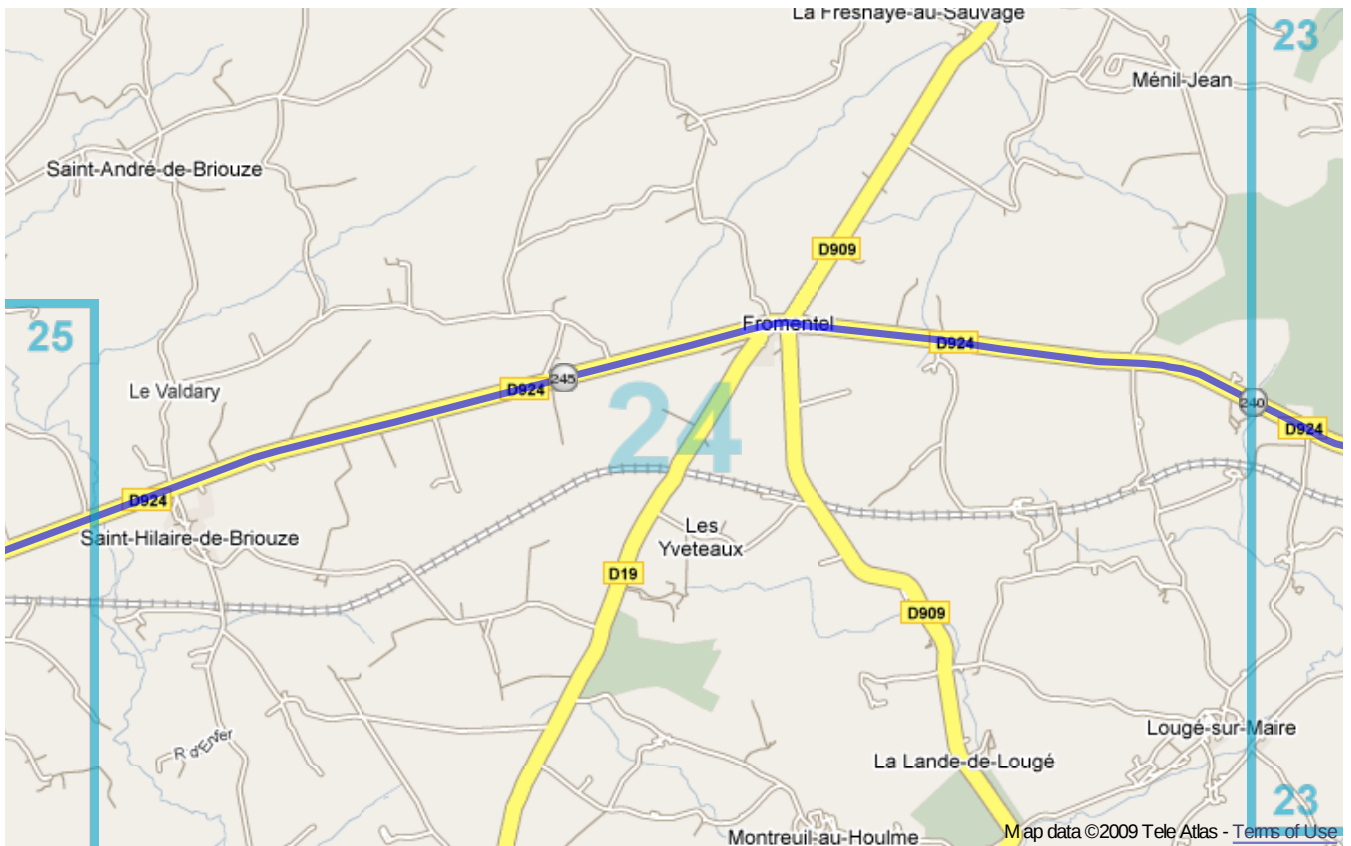 La Fresnaye-au-Sauvage
23
Ménil-Jean
Saint-André-de-Briouze
D909
25
Fromentel
D924
Le Valdary
D924
245
240
24
D924
D924
Saint-Hilaire-de-Briouze
Les
Yveteaux
D19
D909
R d'Enfer
Lougé-sur-Maire
La Lande-de-Lougé
23
Montreuil-au-Houlme
Map data ©2009 Tele Atlas - Terms of Use